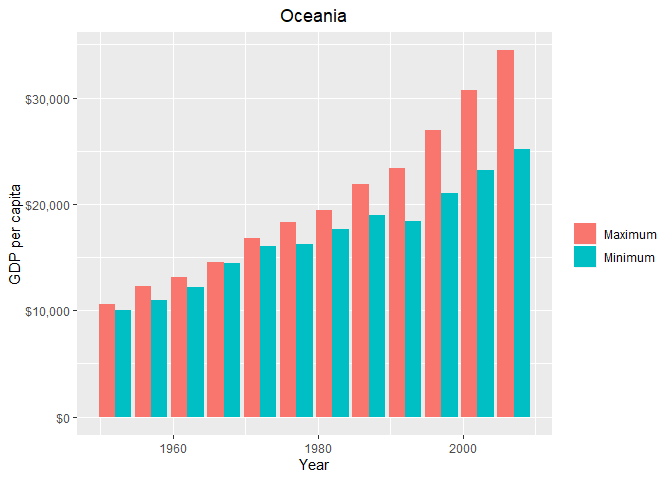 Oceania
$30,000
$20,000
$10,000
$0
GDP per capita
1960
1980
2000
Year
Maximum
Minimum